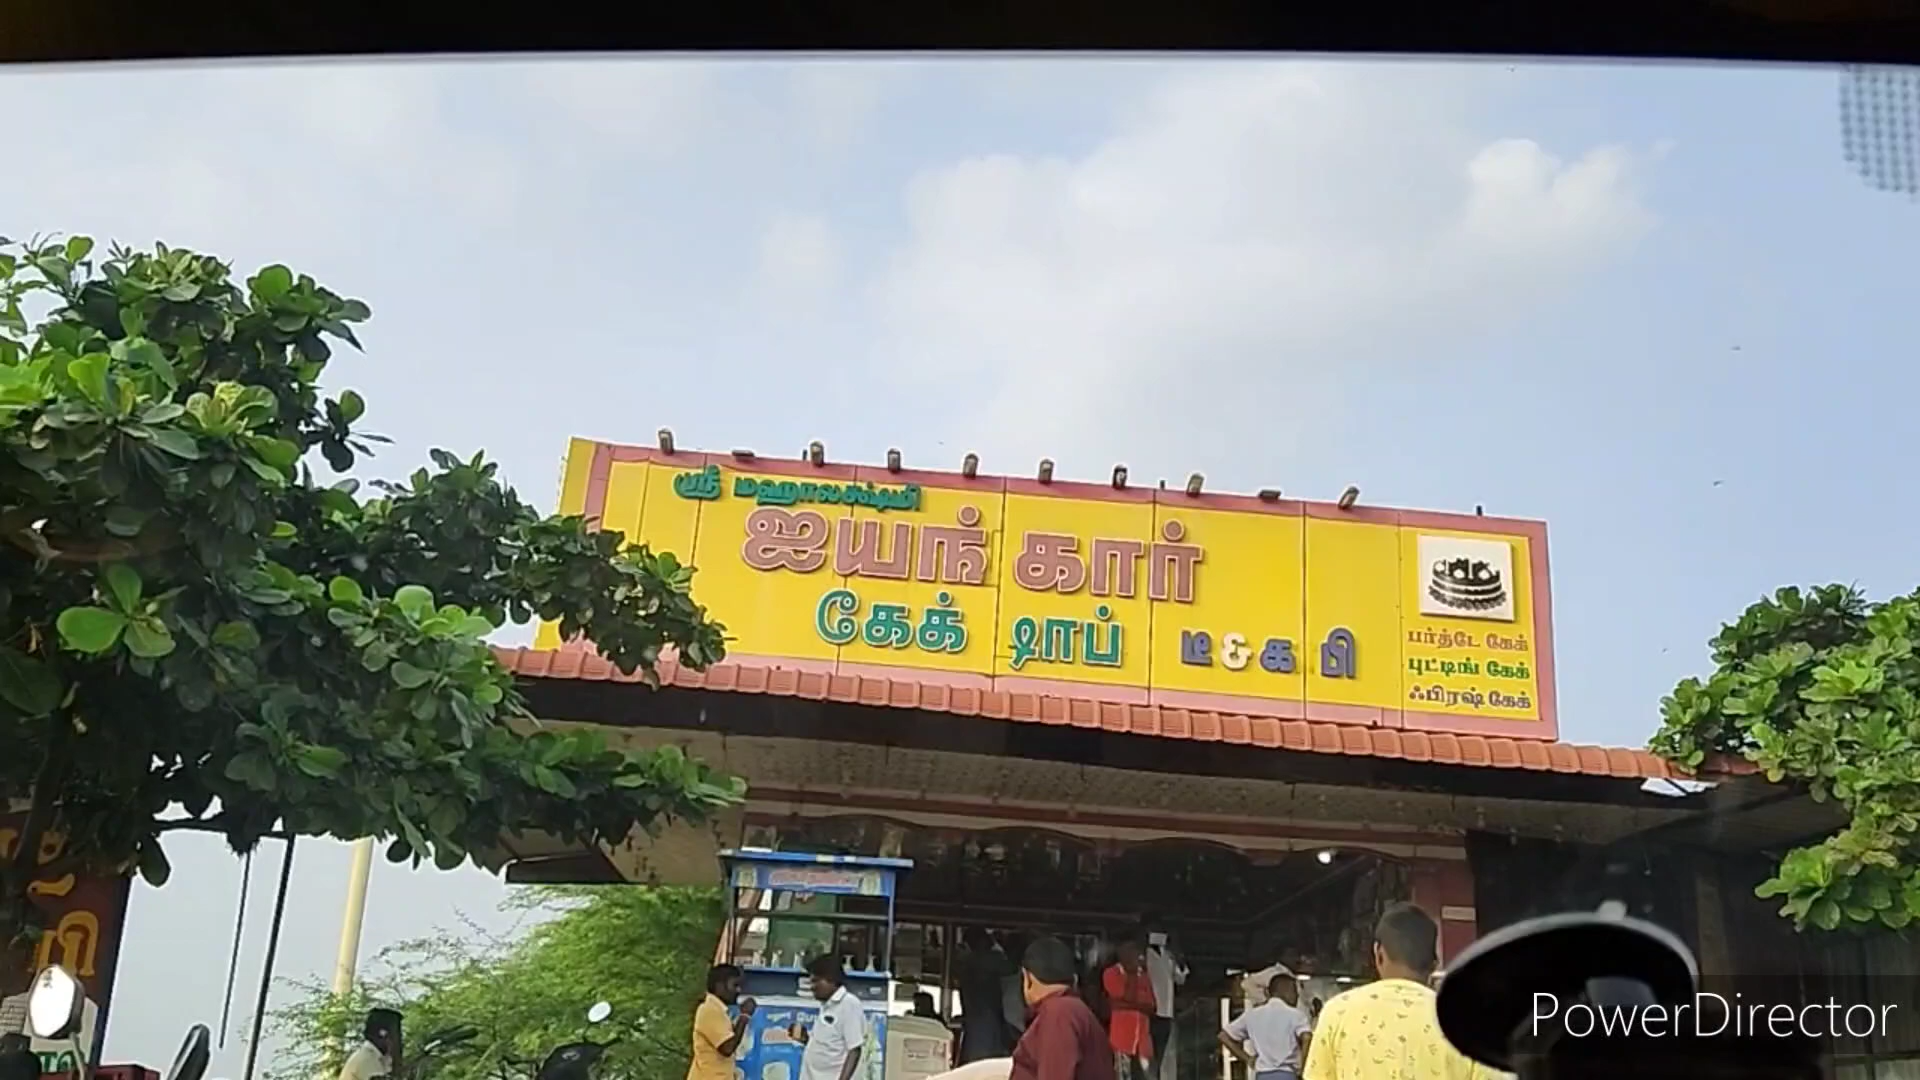 ஸ்ரீ மஹாலக்ஷ்மி
ஐயங்கார்
கேக் ஷாப் டீ & க பி
பர்த்டே கேக்
புட்டிங் கேக்
ஃபிரஷ் கேக்
PowerDirector